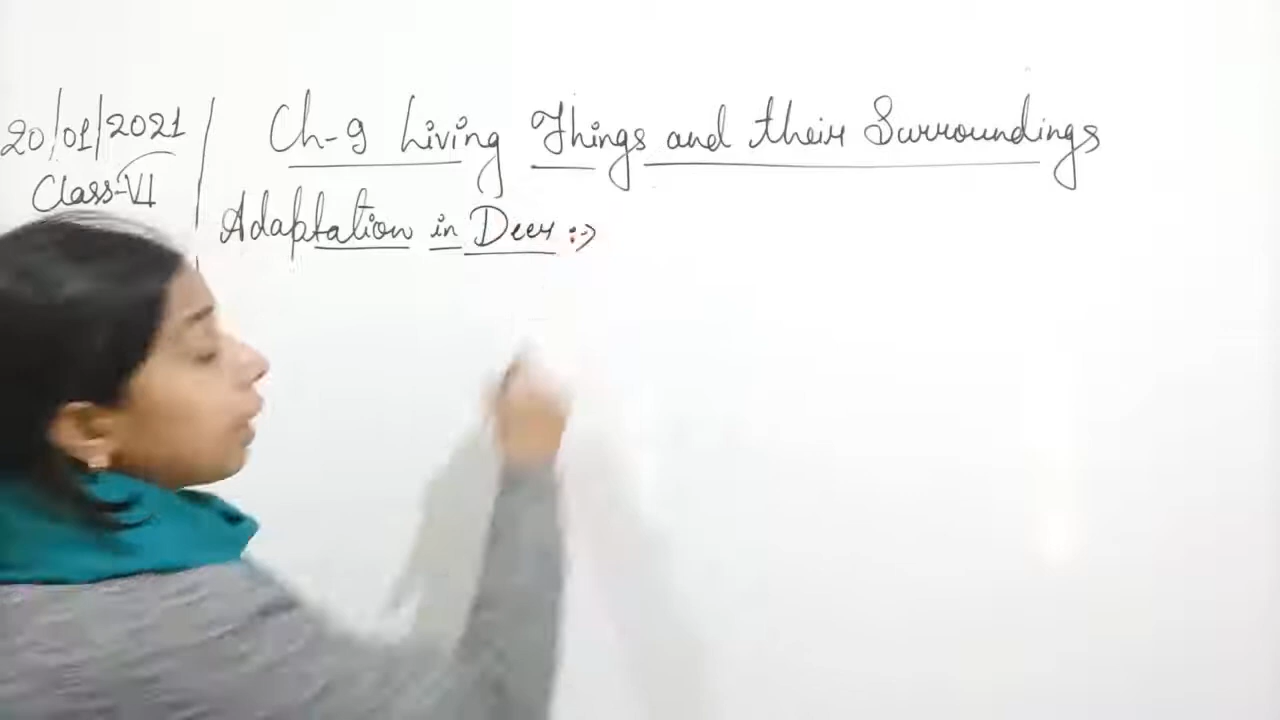 20/01/2021
Class-VI
Ch-9 Living Things and their Surroundings
Adaptation in Deer :->